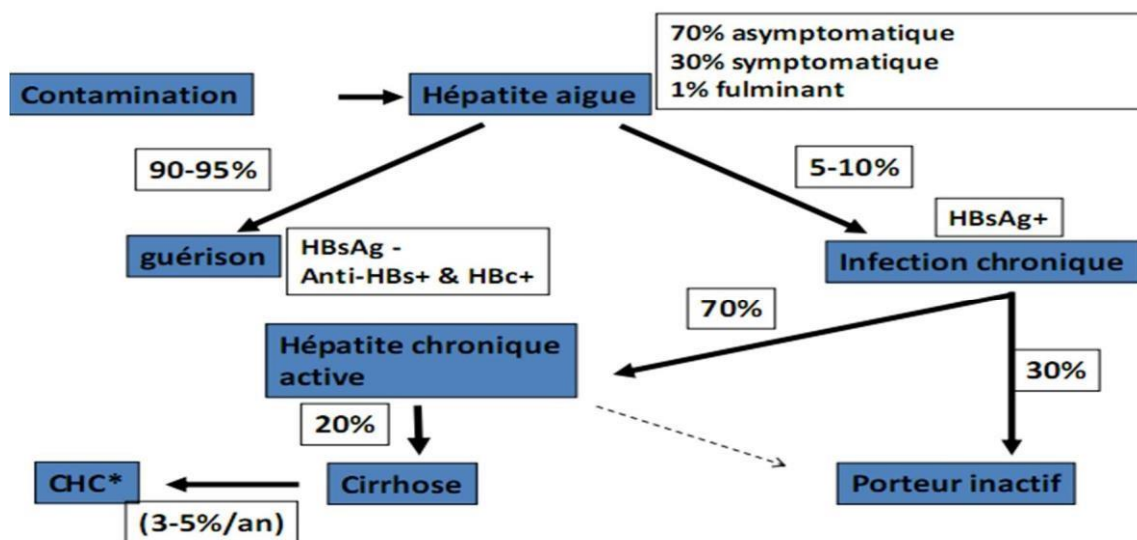 70% asymptomatique
30% symptomatique
1% fulminant
Contamination
Hépatite aigue
90-95%
5-10%
HBsAg+
guérison
HBsAg -
Anti-HBs+ & HBc+
Infection chronique
70%
Hépatite chronique
active
30%
20%
CHC*
Cirrhose
Porteur inactif
(3-5%/an)